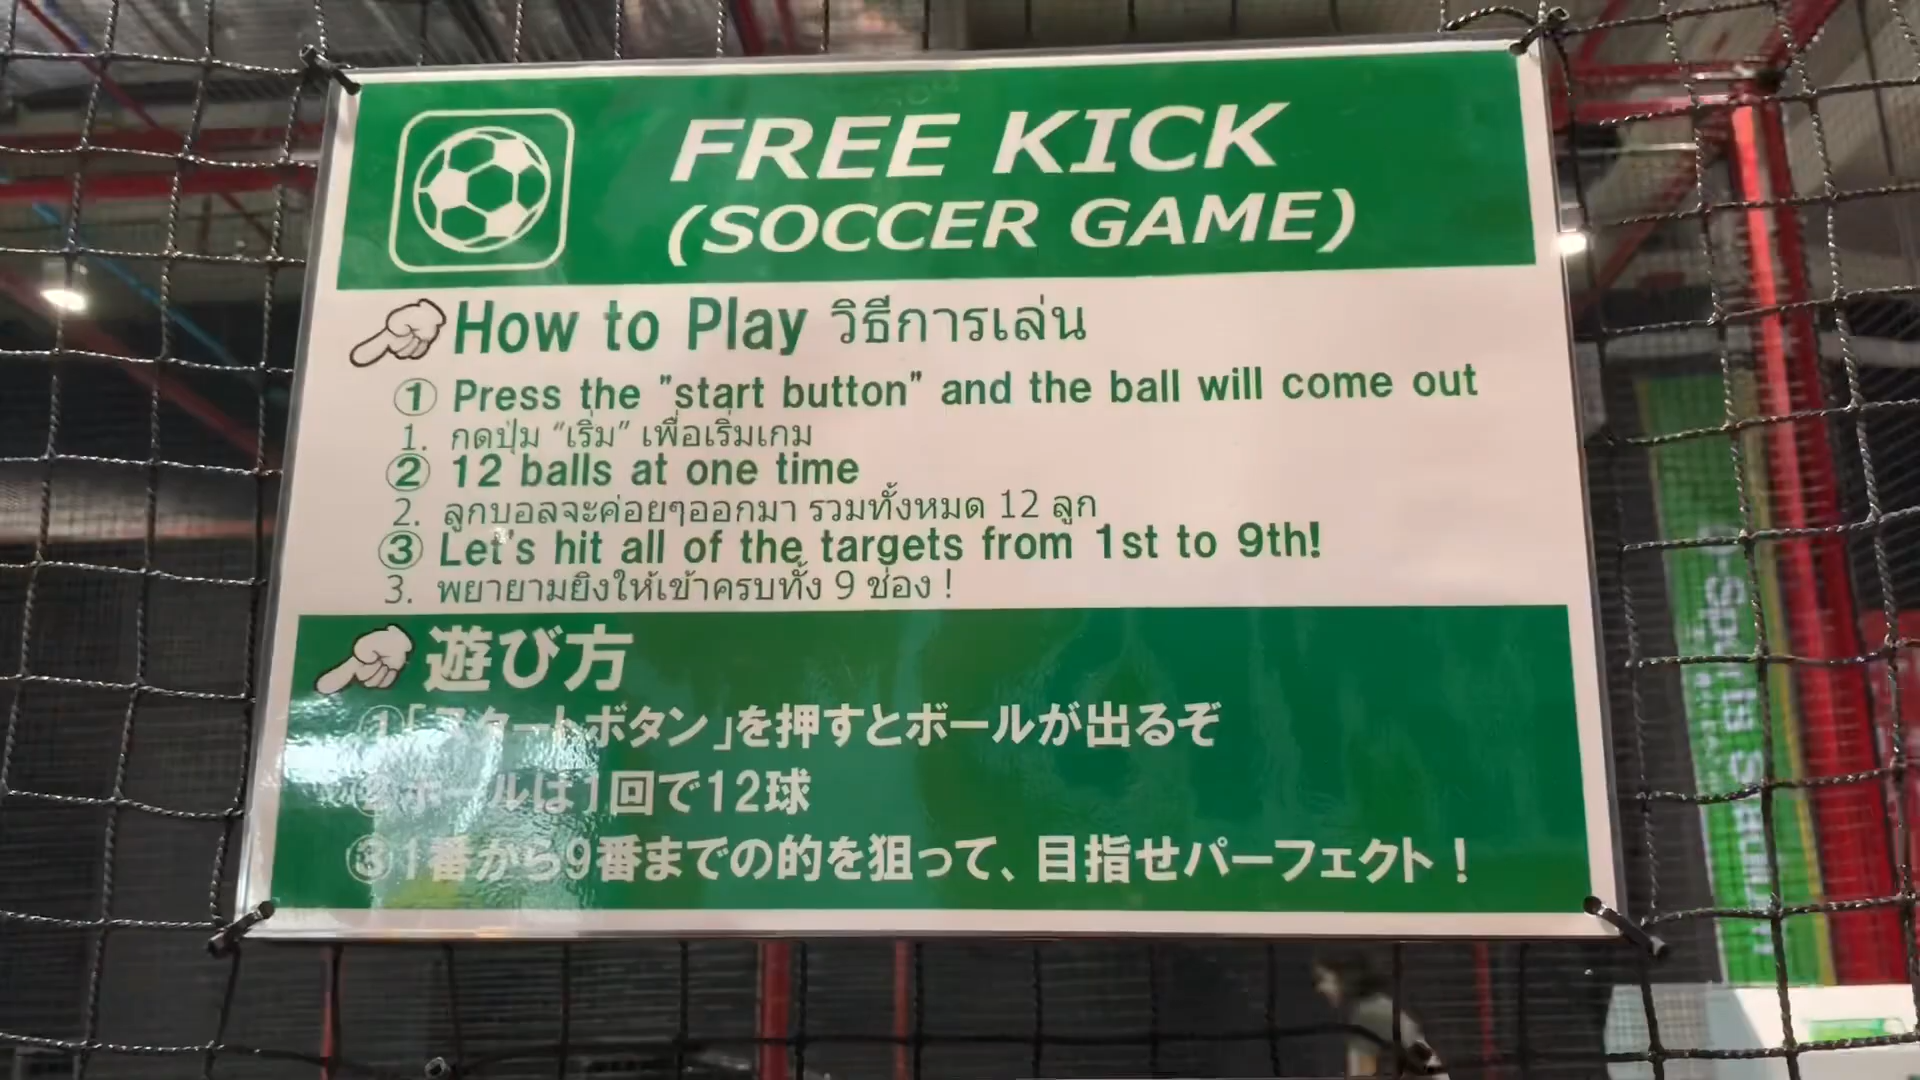 FREE KICK
(SOCCER GAME)
How to Play วิธีการเล่น
① Press the "start button" and the ball will come out
1. กดปุ่ม “เริ่ม” เพื่อเริ่มเกม
② 12 balls at one time
2. ลูกบอลจะค่อยๆออกมา รวมทั้งหมด 12 ลูก
③ Let's hit all of the targets from 1st to 9th!
3. พยายามยิงให้เข้าครบทั้ง 9 ช่อง !
遊び方
①「スタートボタン」を押すとボールが出るぞ
②ボールは1回で12球
③1番から9番までの的を狙って、目指せパーフェクト！